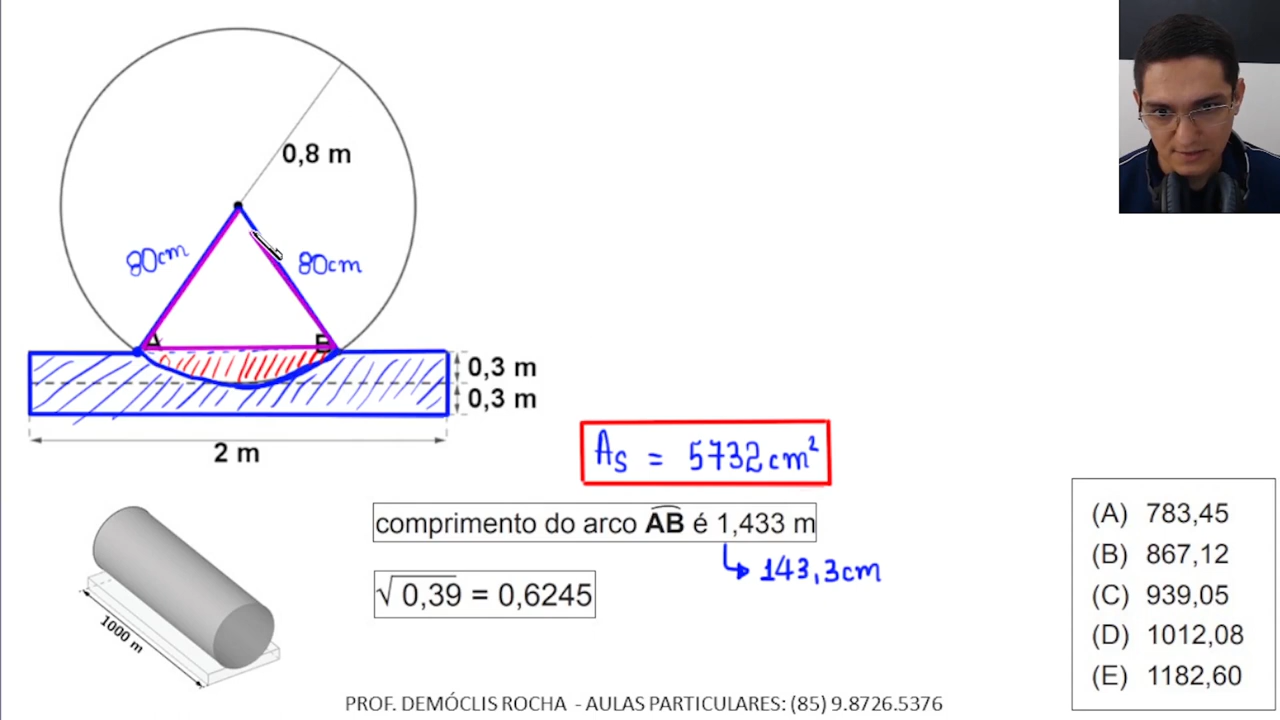 0,8 m
80cm
80cm
A
B
0,3 m
0,3 m
2 m
As = 5732cm²
comprimento do arco AB é 1,433 m
143,3cm
√0,39 = 0,6245
1000 m
(A) 783,45
(B) 867,12
(C) 939,05
(D) 1012,08
(E) 1182,60
PROF. DEMÓCLIS ROCHA - AULAS PARTICULARES: (85) 9.8726.5376